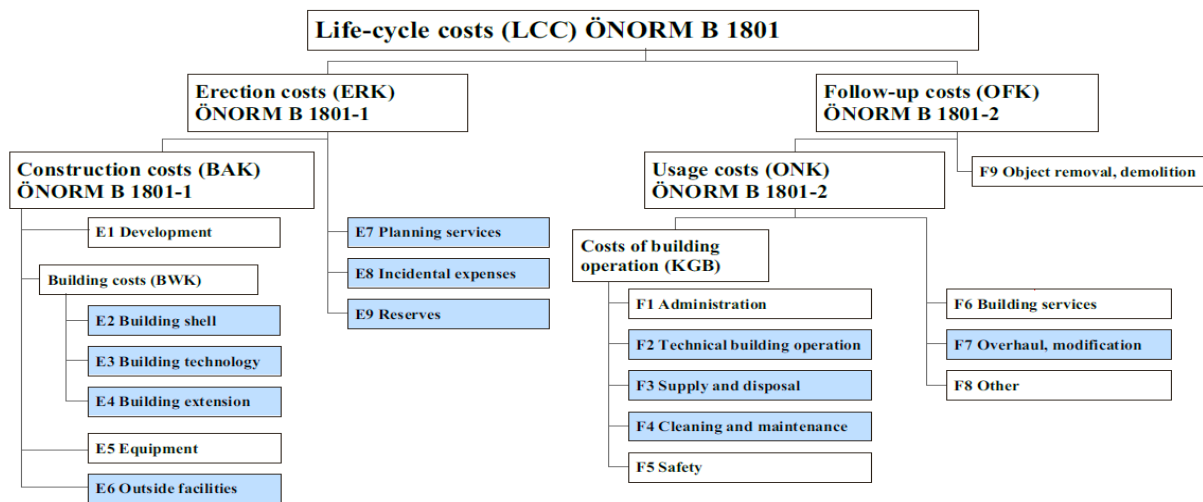 Life-cycle costs (LCC) ÖNORM B 1801
Erection costs (ERK)
ÖNORM B 1801-1
Follow-up costs (OFK)
ÖNORM B 1801-2
Construction costs (BAK)
ÖNORM B 1801-1
Usage costs (ONK)
ÖNORM B 1801-2
F9 Object removal, demolition
E1 Development
E7 Planning services
Costs of building
operation (KGB)
Building costs (BWK)
E8 Incidental expenses
E2 Building shell
E9 Reserves
F1 Administration
F6 Building services
E3 Building technology
F2 Technical building operation
F7 Overhaul, modification
E4 Building extension
F3 Supply and disposal
F8 Other
E5 Equipment
F4 Cleaning and maintenance
E6 Outside facilities
F5 Safety